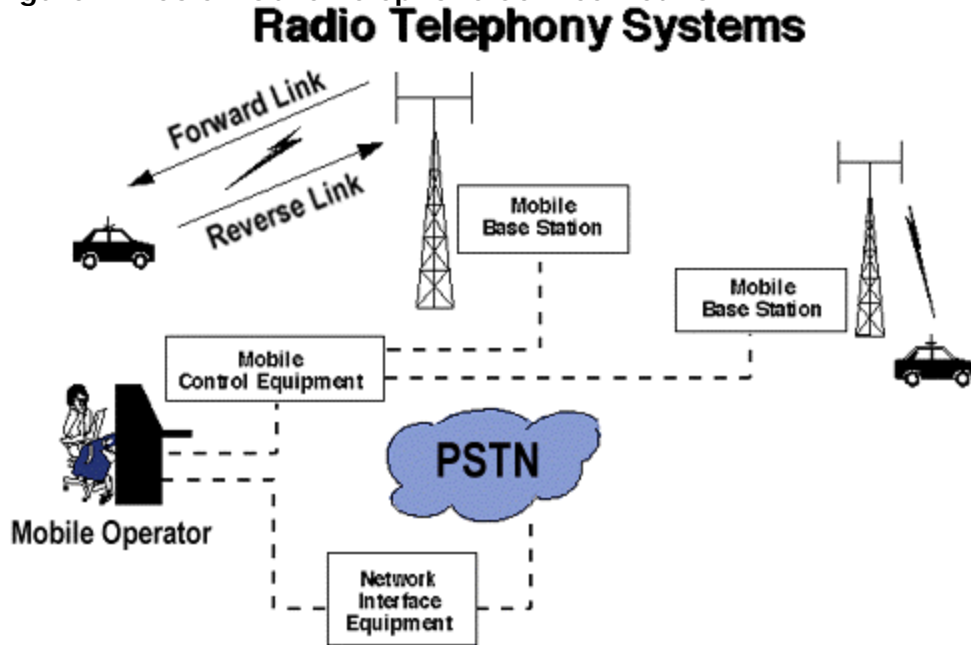 Radio Telephony Systems
Forward Link
Reverse Link
Mobile
Base Station
Mobile
Base Station
Mobile
Control Equipment
PSTN
Mobile Operator
Network
Interface
Equipment